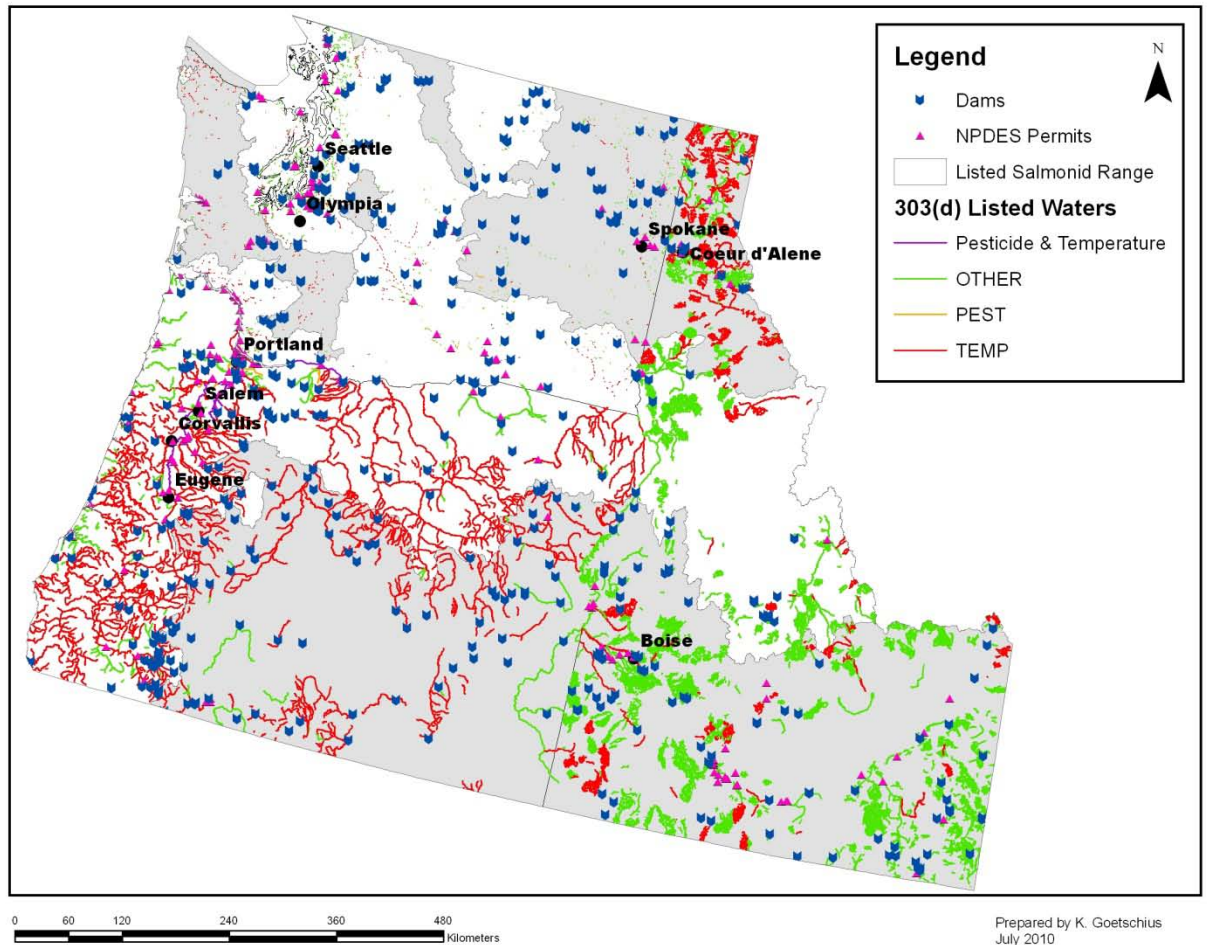 Legend
N
Dams
NPDES Permits
Listed Salmonid Range
303(d) Listed Waters
Pesticide & Temperature
OTHER
PEST
TEMP
Seattle
Olympia
Spokane
Coeur d'Alene
Portland
Salem
Corvallis
Eugene
Boise
0 60 120 240 360 480
Kilometers
Prepared by K. Goetschius
July 2010